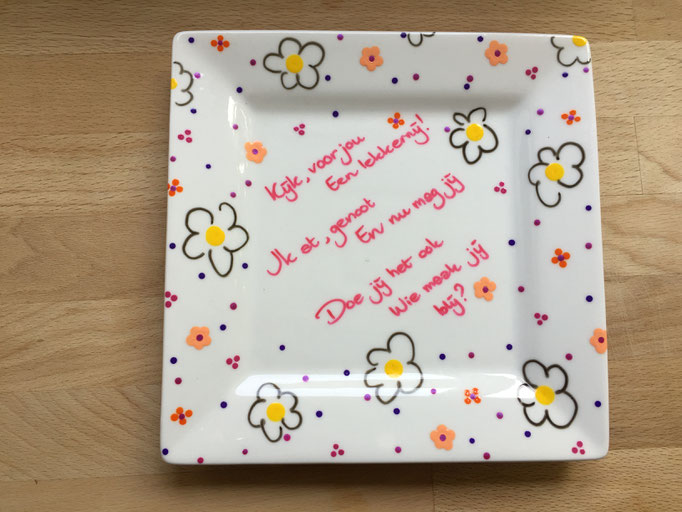 Kijk, voor jou
Een lekkernij!
Ik at, genoot
En nu mag jij
Doe jij het ook
Wie maak jij
blij?